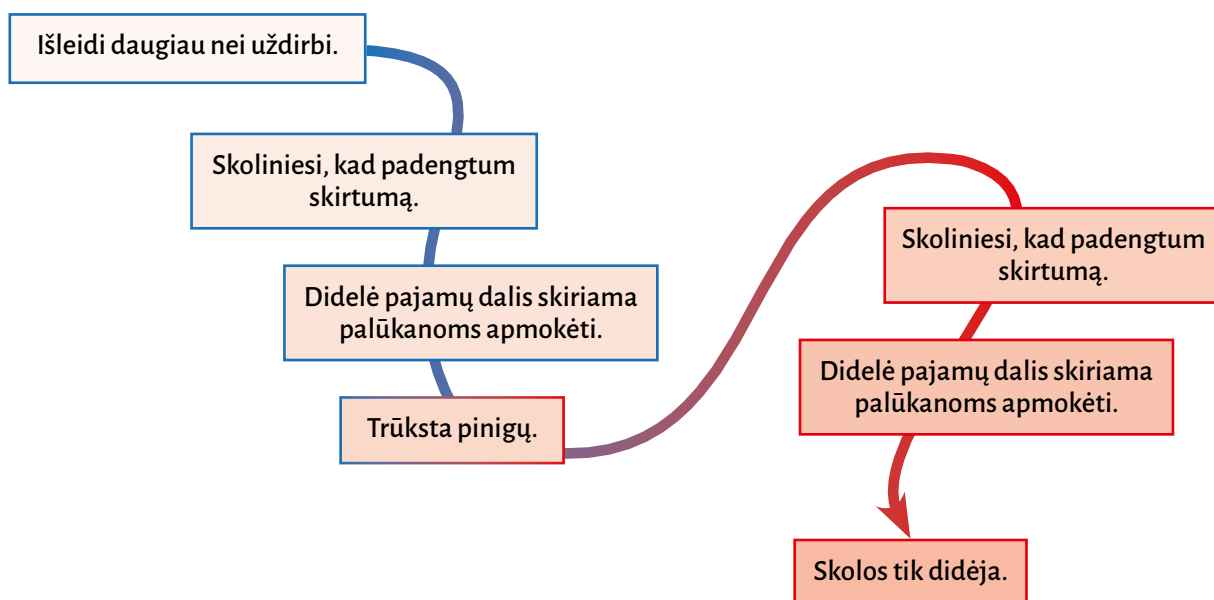 Išleidi daugiau nei uždirbi.
Skoliniesi, kad padengtum
skirtumą.
Didelė pajamų dalis skiriama
palūkanoms apmokėti.
Trūksta pinigų.
Skoliniesi, kad padengtum
skirtumą.
Didelė pajamų dalis skiriama
palūkanoms apmokėti.
Skolos tik didėja.